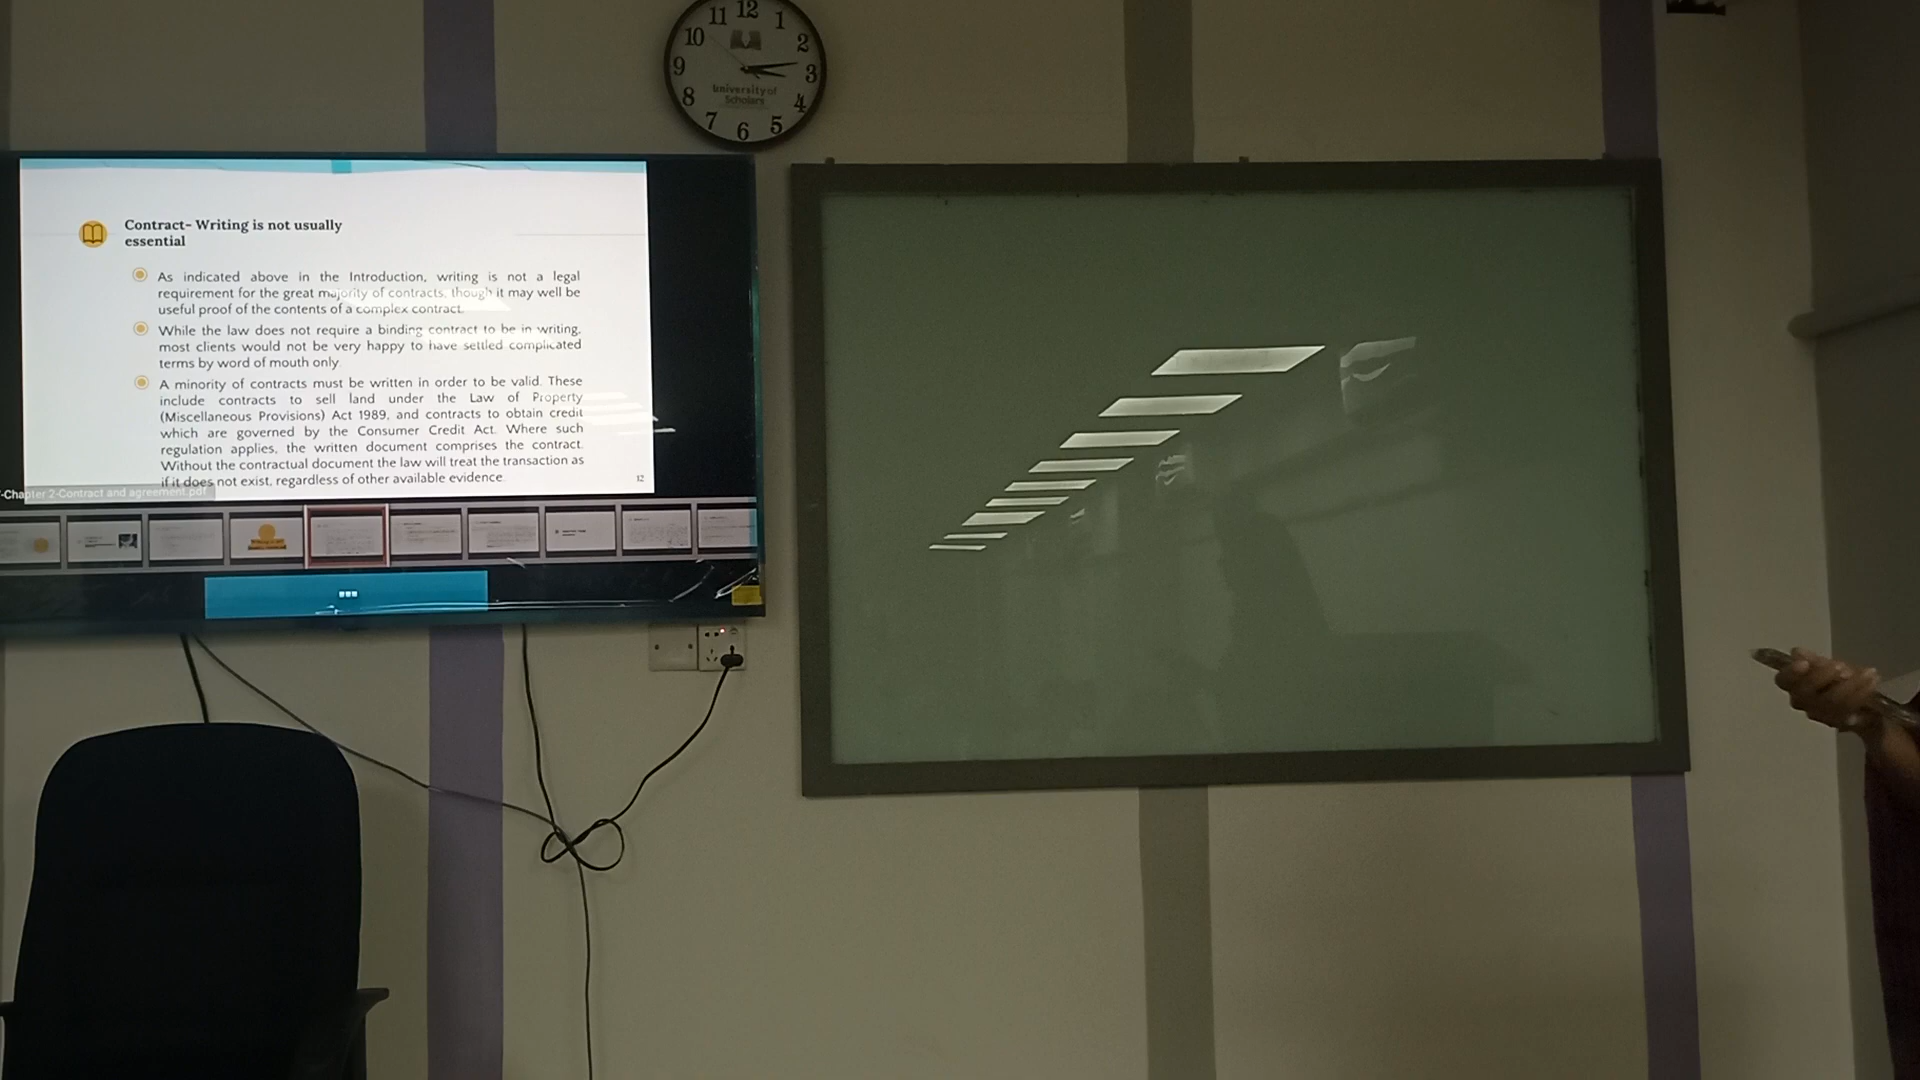 11 12 1
10 2
9 3
8 4
7 6 5
University of
Scholars
Contract- Writing is not usually
essential
As indicated above in the Introduction, writing is not a legal
requirement for the great majority of contracts, though it may well be
useful proof of the contents of a complex contract.
While the law does not require a binding contract to be in writing,
most clients would not be very happy to have settled complicated
terms by word of mouth only.
A minority of contracts must be written in order to be valid. These
include contracts to sell land under the Law of Property
(Miscellaneous Provisions) Act 1989, and contracts to obtain credit
which are governed by the Consumer Credit Act. Where such
regulation applies, the written document comprises the contract.
Without the contractual document the law will treat the transaction as
if it does not exist, regardless of other available evidence.
12
-Chapter 2-Contract and agreement.pdf